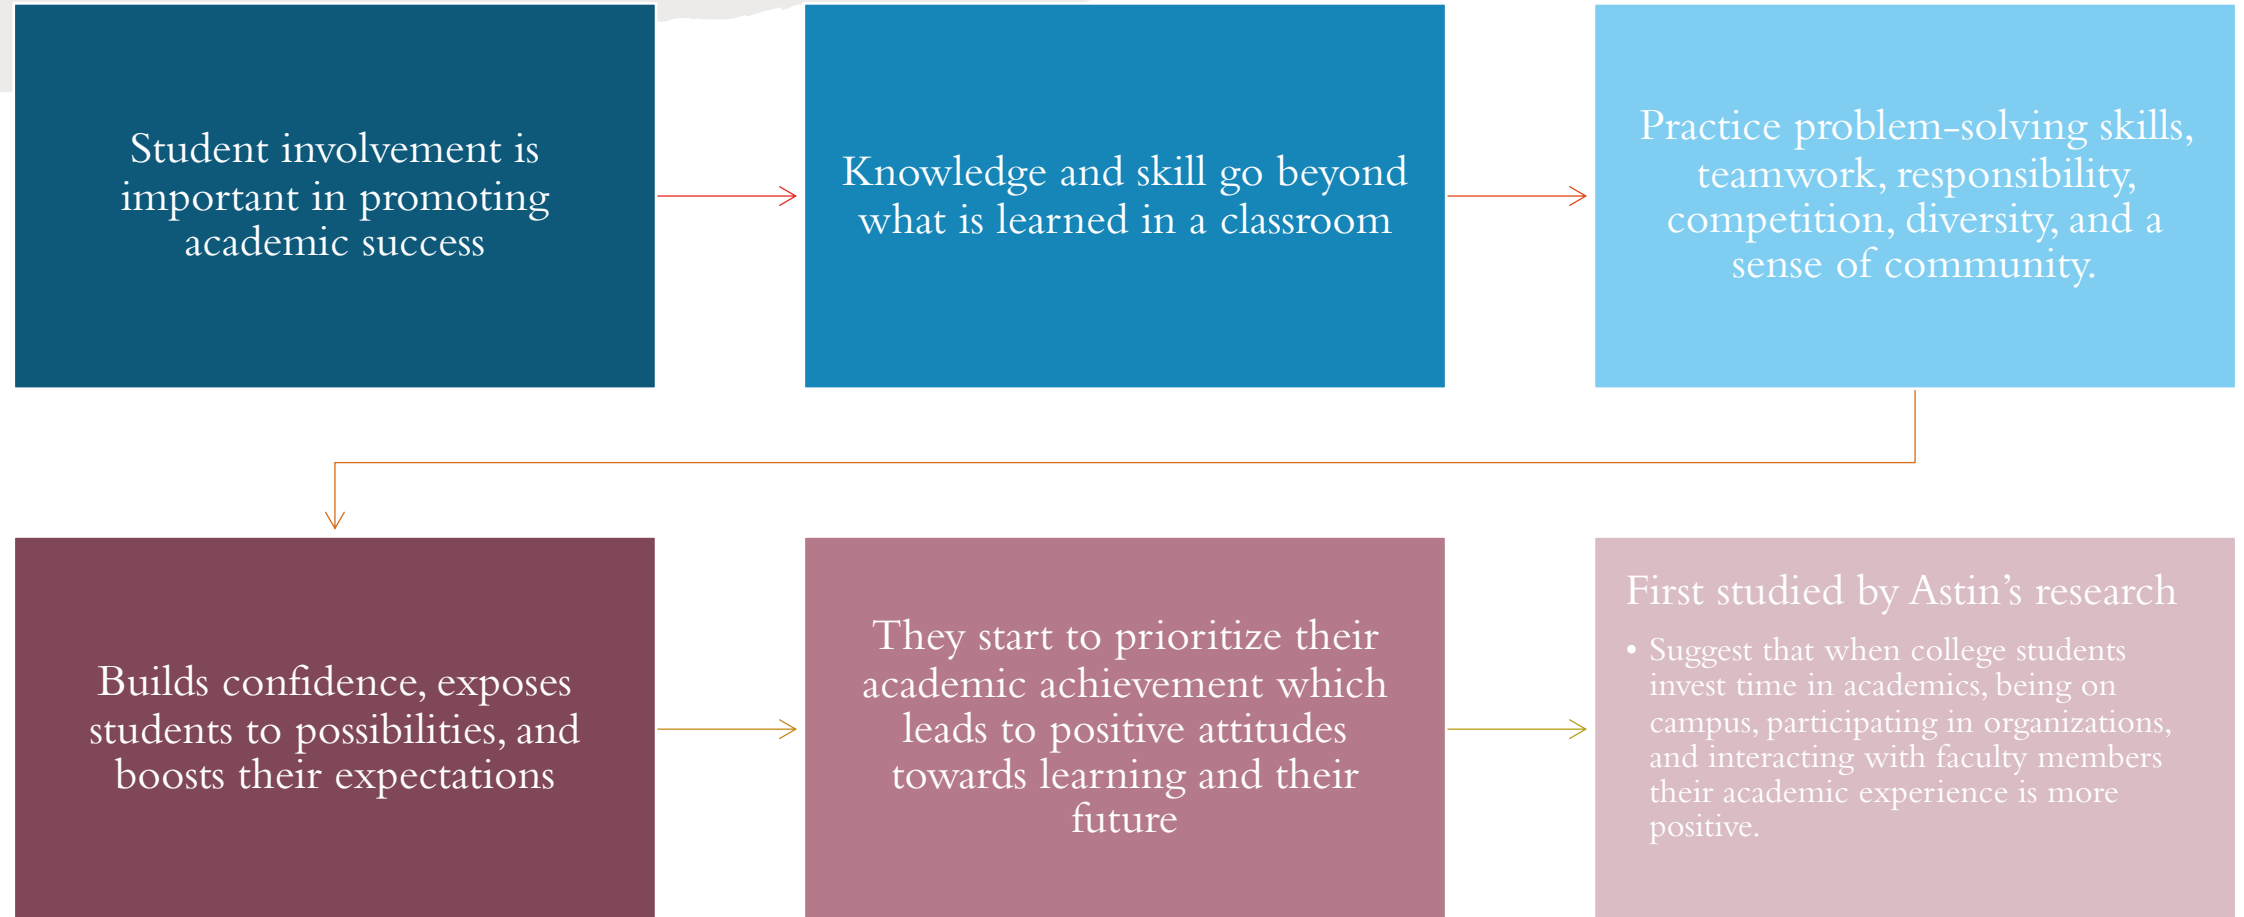 Student involvement is
important in promoting
academic success
Knowledge and skill go beyond
what is learned in a classroom
Practice problem-solving skills,
teamwork, responsibility,
competition, diversity, and a
sense of community.
Builds confidence, exposes
students to possibilities, and
boosts their expectations
They start to prioritize their
academic achievement which
leads to positive attitudes
towards learning and their
future
First studied by Astin’s research
• Suggest that when college students
invest time in academics, being on
campus, participating in organizations,
and interacting with faculty members
their academic experience is more
positive.